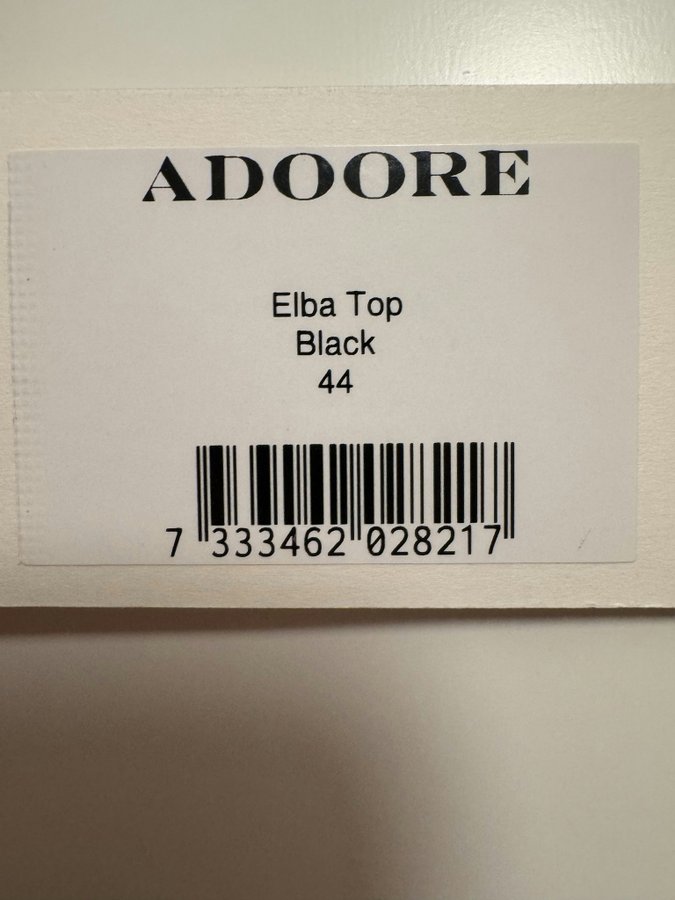 ADOORE
Elba Top
Black
44
7 333462 028217